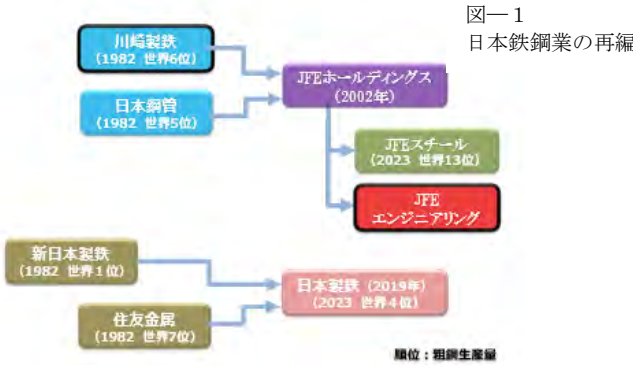 図―1
日本鉄鋼業の再編
川崎製鉄
(1982 世界6位)
JFEホールディングス
(2002年)
日本鋼管
(1982 世界5位)
JFEスチール
(2023 世界13位)
JFE
エンジニアリング
新日本製鉄
(1982 世界1位)
日本製鉄 (2019年)
(2023 世界4位)
住友金属
(1982 世界7位)
順位:粗鋼生産量